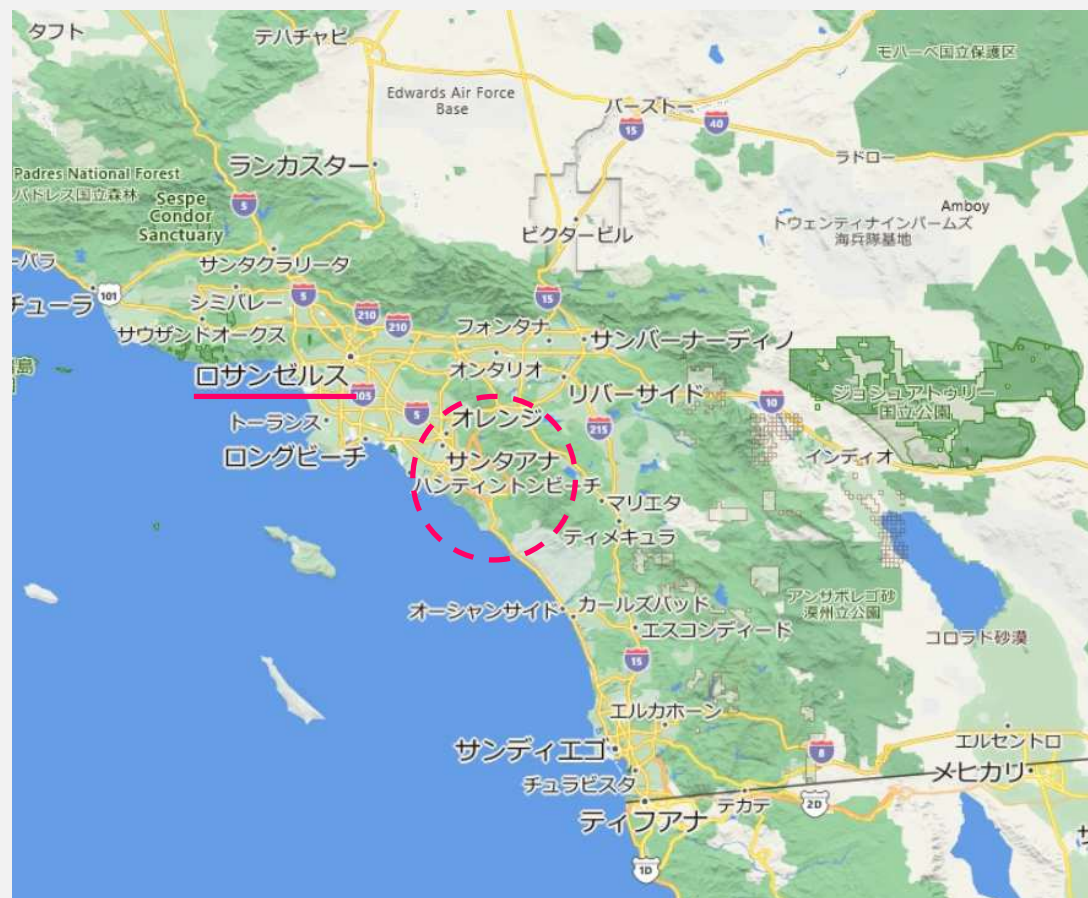 タフト
テハチャピ
モハーベ国立保護区
Edwards Air Force
Base
バーストー
15
40
ランカスター
ラドロー
Padres National Forest
パドレス国立森林
Sespe
Condor
Sanctuary
5
Amboy
トウェンティナインパームズ
海兵隊基地
ビクタービル
ーバラ
サンタクラリータ
チューラ
101
シミバレー
5
15
210
210
サウザンドオークス
フォンタナ
サンバーナーディノ
ロサンゼルス
オンタリオ
島
105
リバーサイド
10
ジョシュアトゥリー
国立公園
トーランス
5
オレンジ
215
ロングビーチ
サンタアナ
インディオ
ハンティントンビーチ
マリエタ
ティメキュラ
オーシャンサイド
カールズバッド
アンザボレゴ砂
漠州立公園
エスコンディード
コロラド砂漠
15
エルカホーン
サンディエゴ
8
エルセントロ
チュラビスタ
メヒカリ
ティフアナ
テカテ
2D
1D